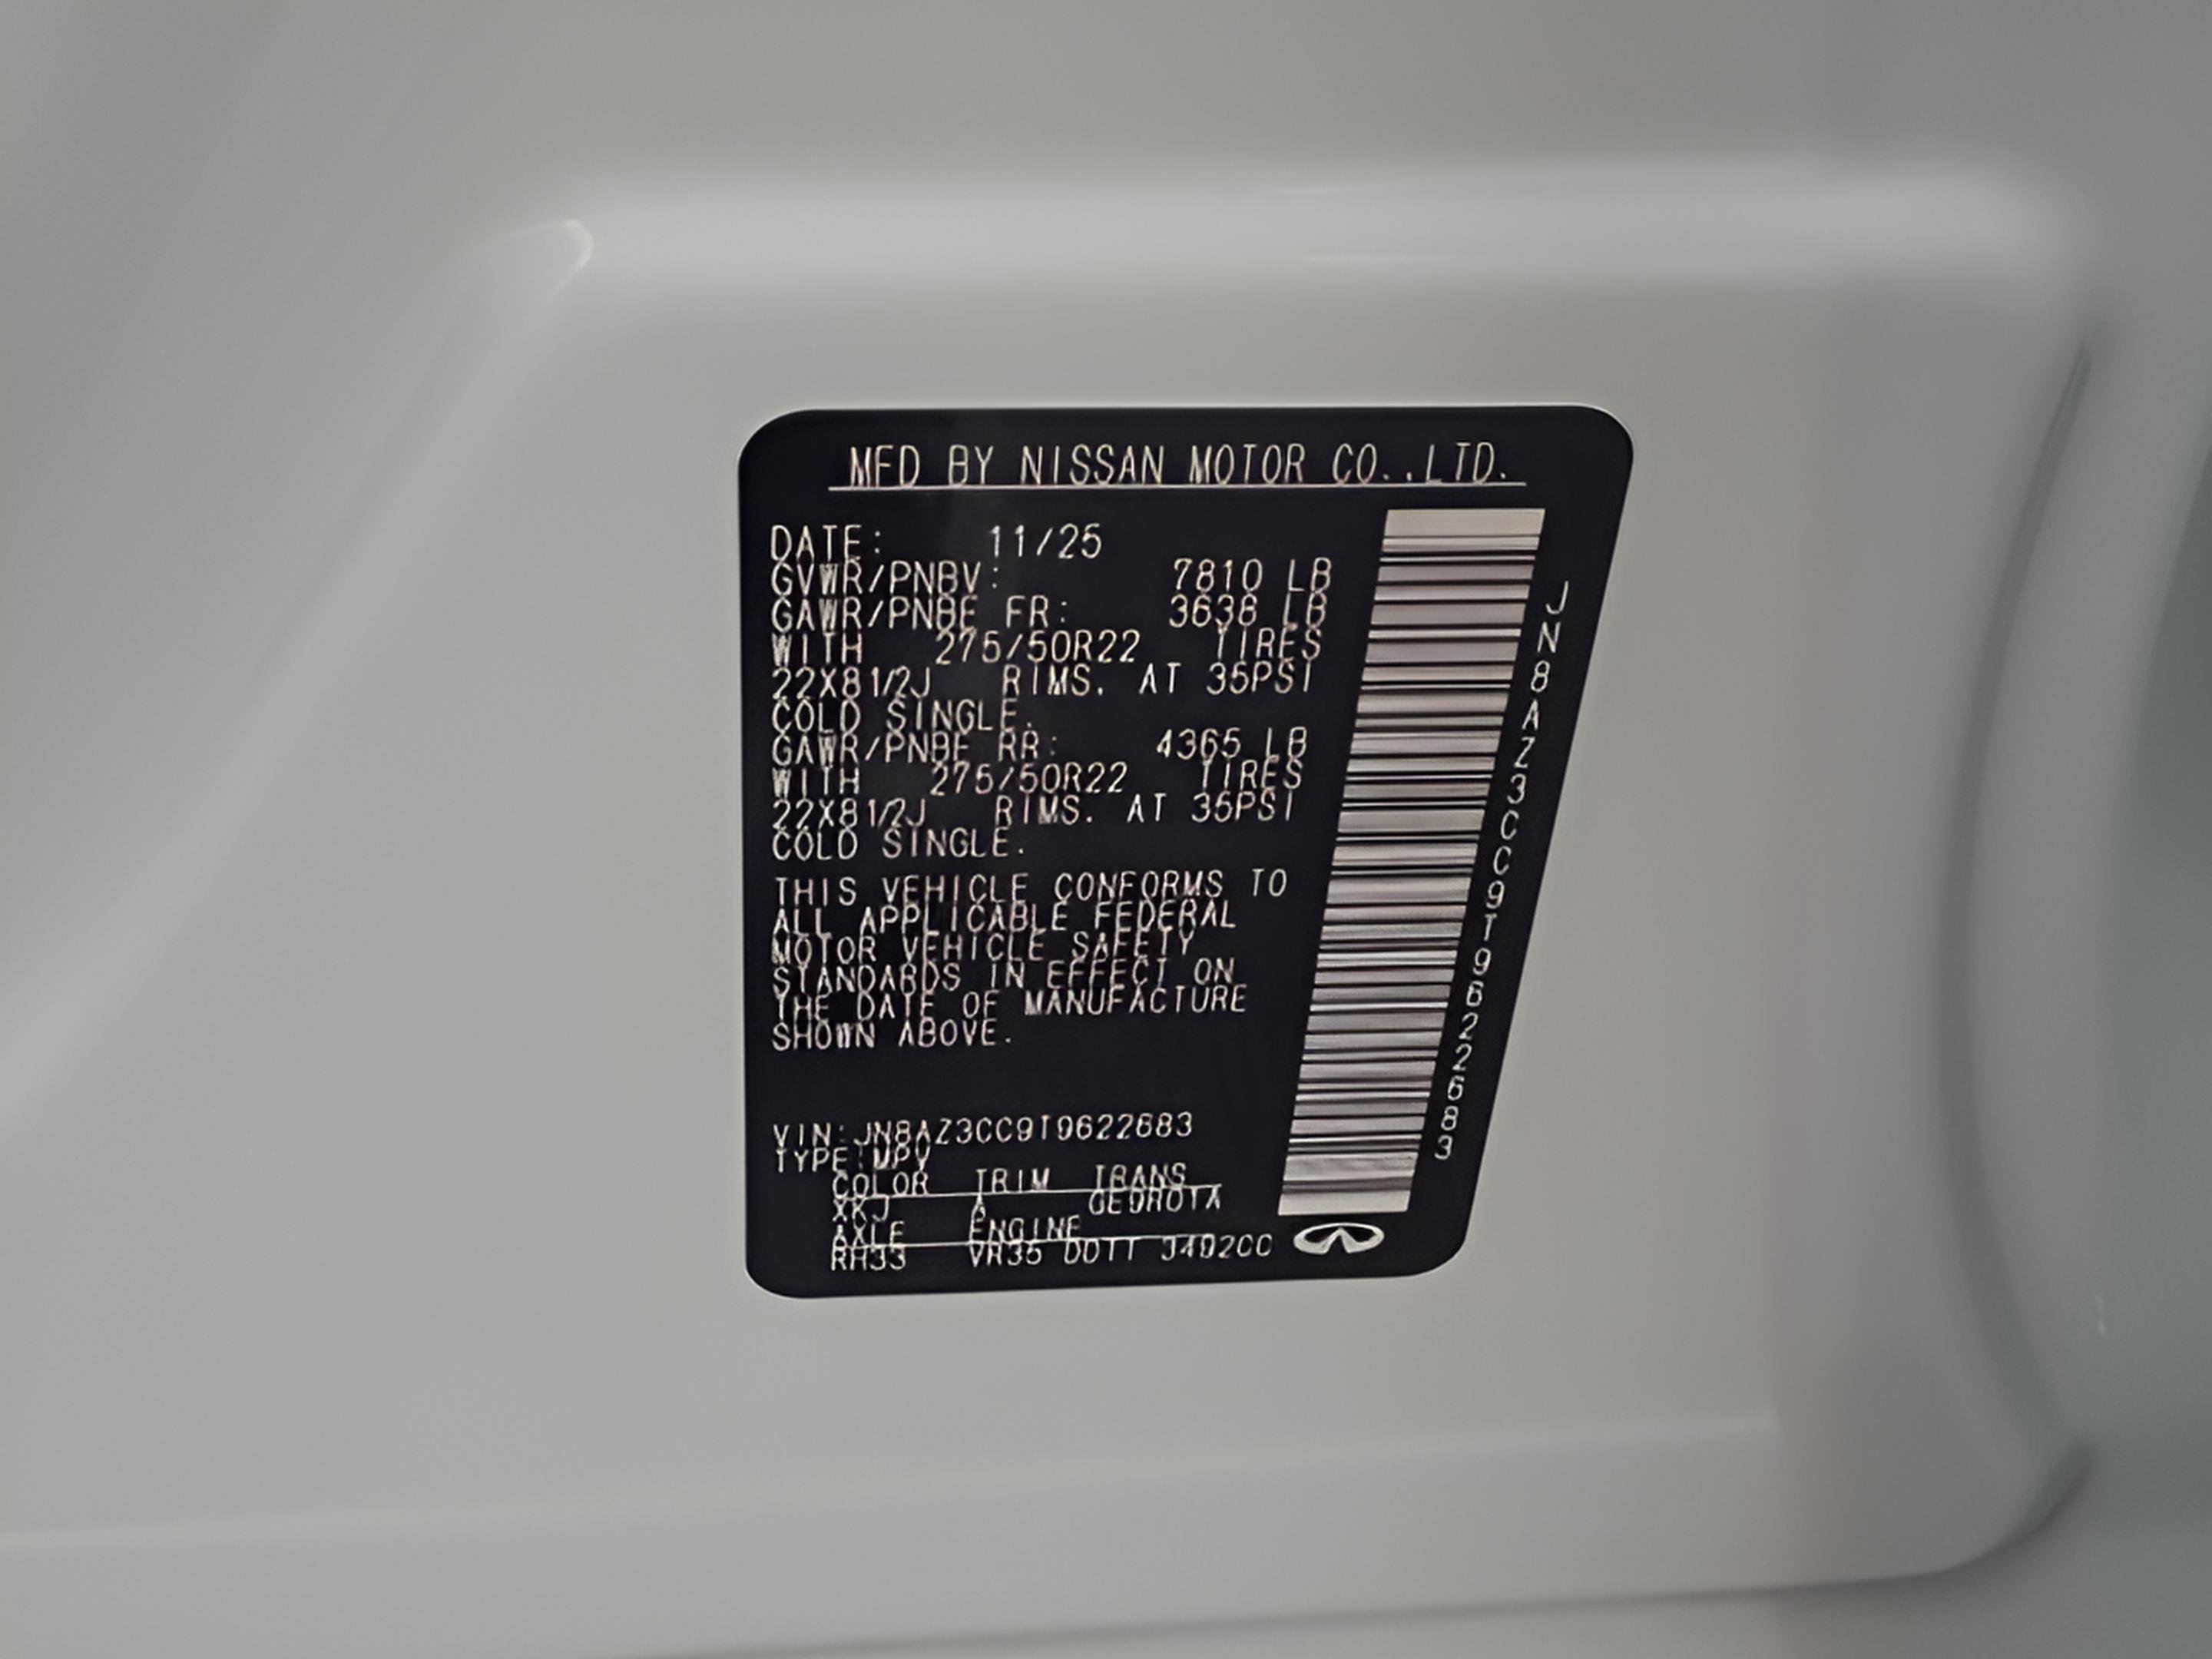 MFD BY NISSAN MOTOR CO.,LTD.
DATE: 11/25
GVWR/PNBV: 7810 LB
GAWR/PNBE FR: 3638 LB
WITH 275/50R22 TIRES
22X81/2J RIMS. AT 35PSI
COLD SINGLE.
GAWR/PNBE RR: 4365 LB
WITH 275/50R22 TIRES
22X81/2J RIMS. AT 35PSI
COLD SINGLE.
THIS VEHICLE CONFORMS TO
ALL APPLICABLE FEDERAL
MOTOR VEHICLE SAFETY
STANDARDS IN EFFECT ON
THE DATE OF MANUFACTURE
SHOWN ABOVE.
VIN:JN8AZ3CC9T9622683
TYPE:MPV
COLOR TRIM TRANS
XKJ
AXLE ENGINE
RH33 VR35 DDTT 3492CC
JN8AZ3CC9T9622683